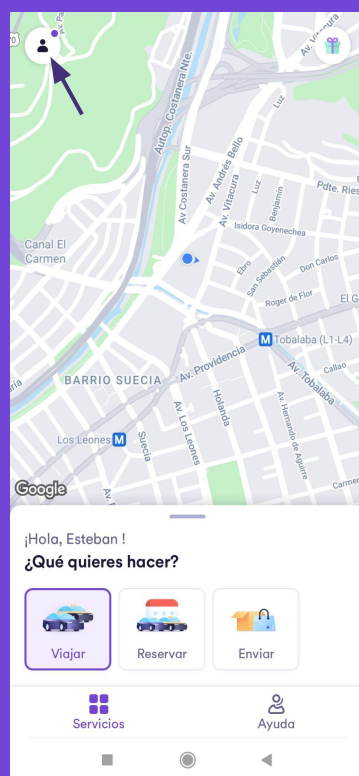 Autop. Costanera Nte.
Luz
Av Costanera Sur
Av. Andrés Bello
Av. Vitacura
Luz
Benjamín
Pdte. Ries
Isidora Goyenechea
Canal El
Carmen
Ebro
San Sebastián
Don Carlos
Roger de Flor
El G
M Tobalaba (L1-L4)
Av. Providencia
BARRIO SUECIA
Av. Tobalaba
Callao
Los Leones M
Suecia
Av. Los Leones
Holanda
Av. Hernando de Aguirre
Carmen
Google
¡Hola, Esteban !
¿Qué quieres hacer?
Viajar
Reservar
Enviar
Servicios
Ayuda